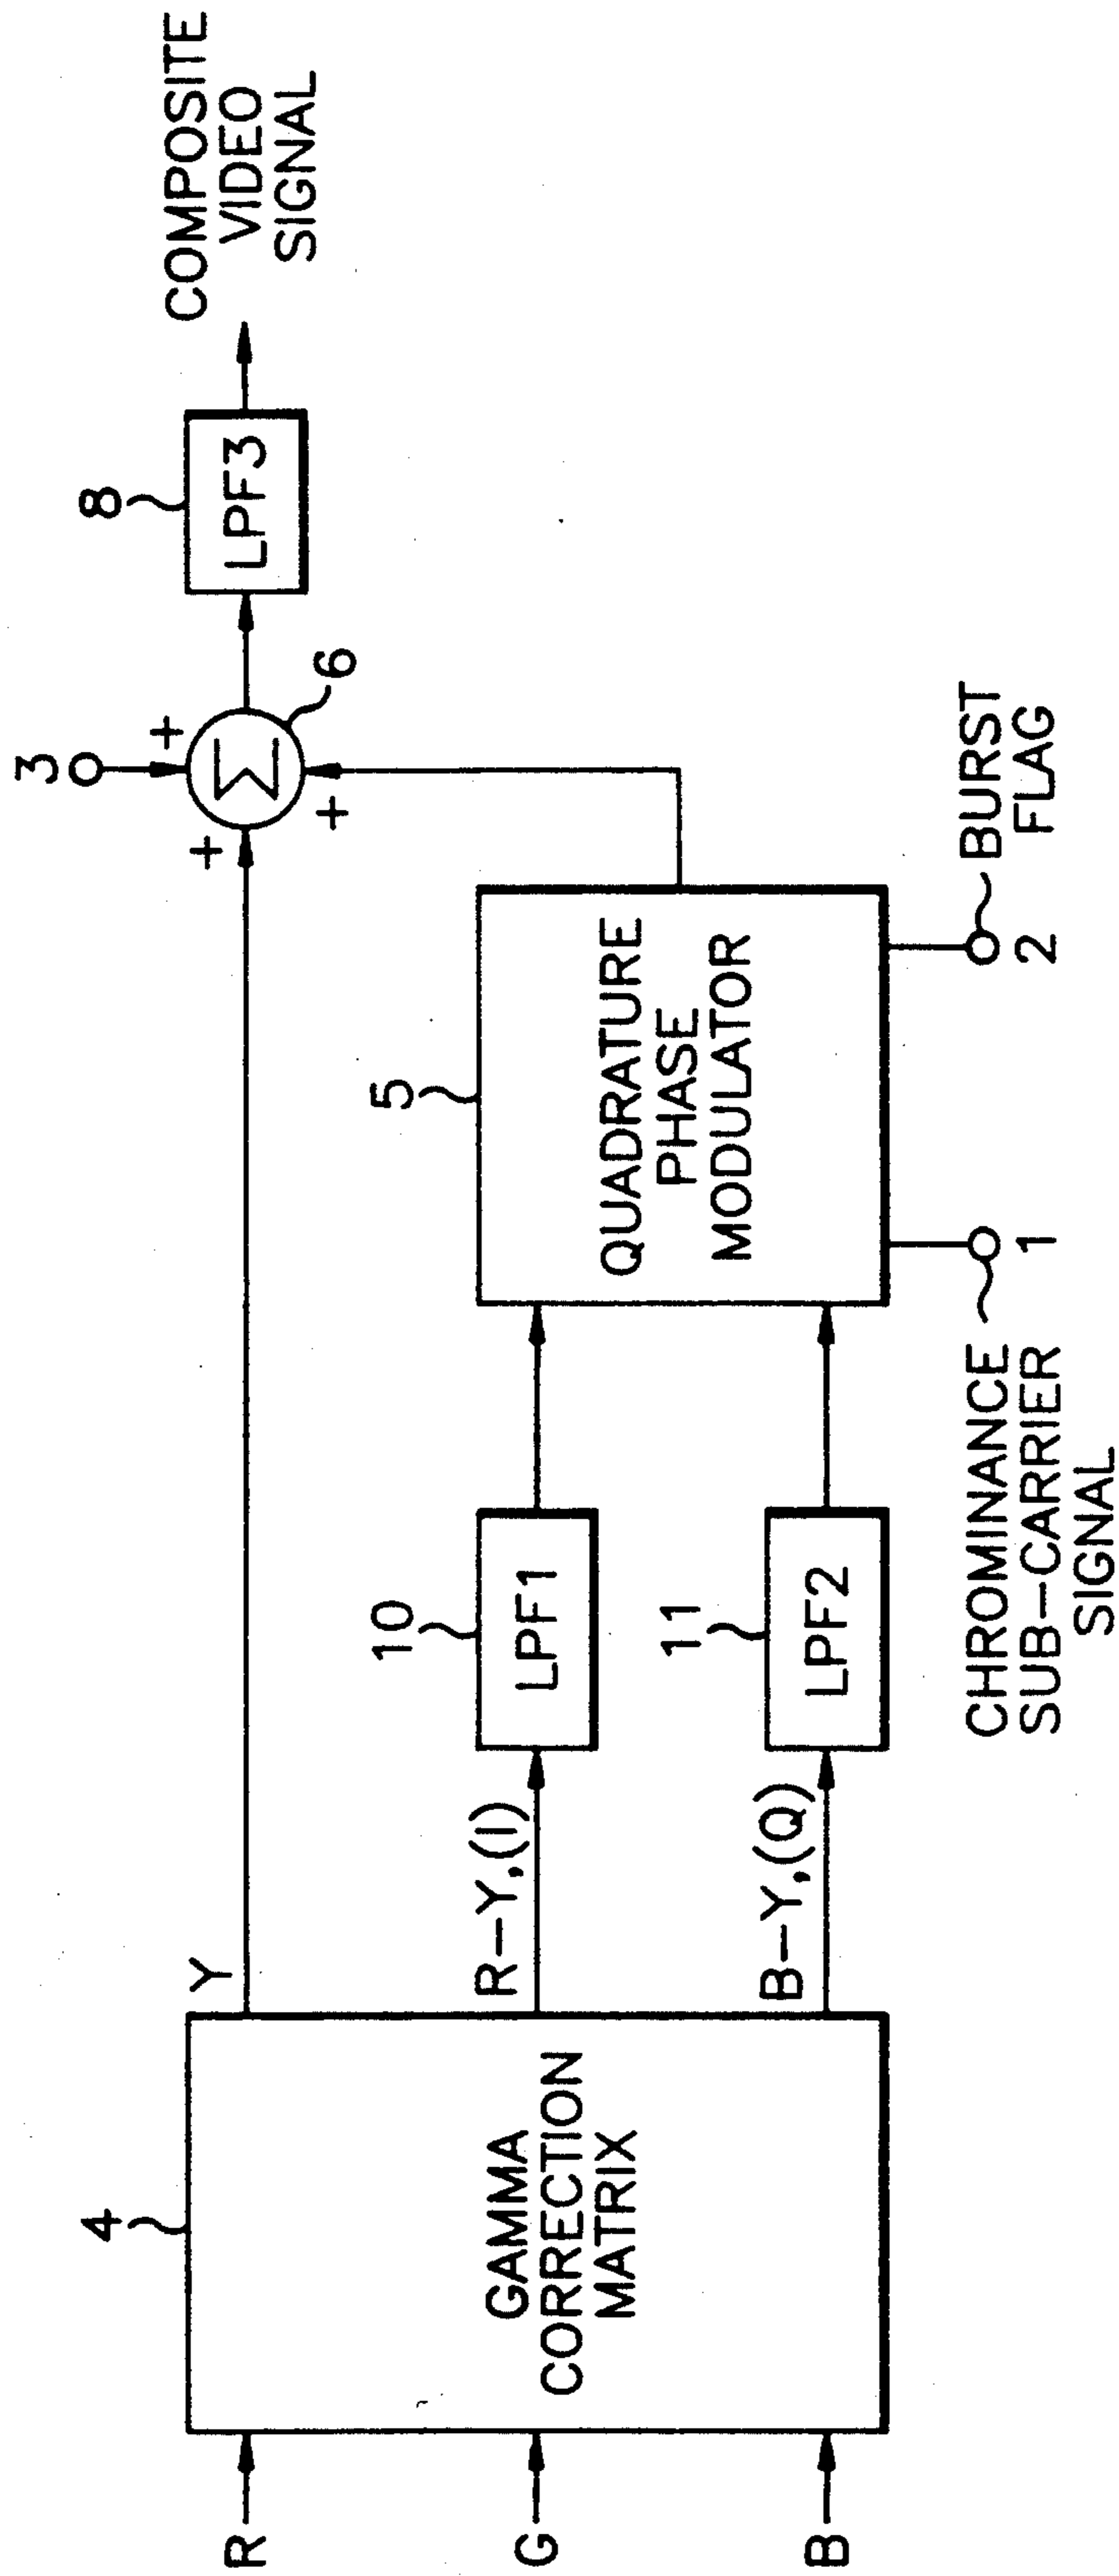 R
G
B
4
GAMMA
CORRECTION
MATRIX
Y
R-Y,(I)
B-Y,(Q)
10
LPF1
11
LPF2
5
QUADRATURE
PHASE
MODULATOR
CHROMINANCE
SUB-CARRIER
SIGNAL
1
2
BURST
FLAG
3
+
+
+
Σ
6
8
LPF3
COMPOSITE
VIDEO
SIGNAL